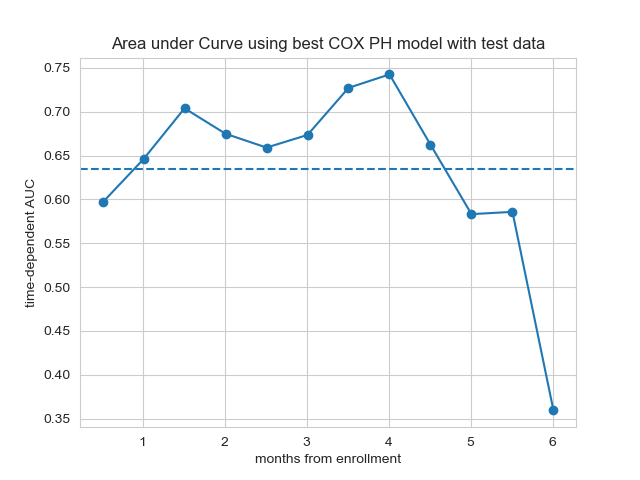 Area under Curve using best COX PH model with test data
0.75
0.70
0.65
0.60
0.55
0.50
0.45
0.40
0.35
time-dependent AUC
1 2 3 4 5 6
months from enrollment